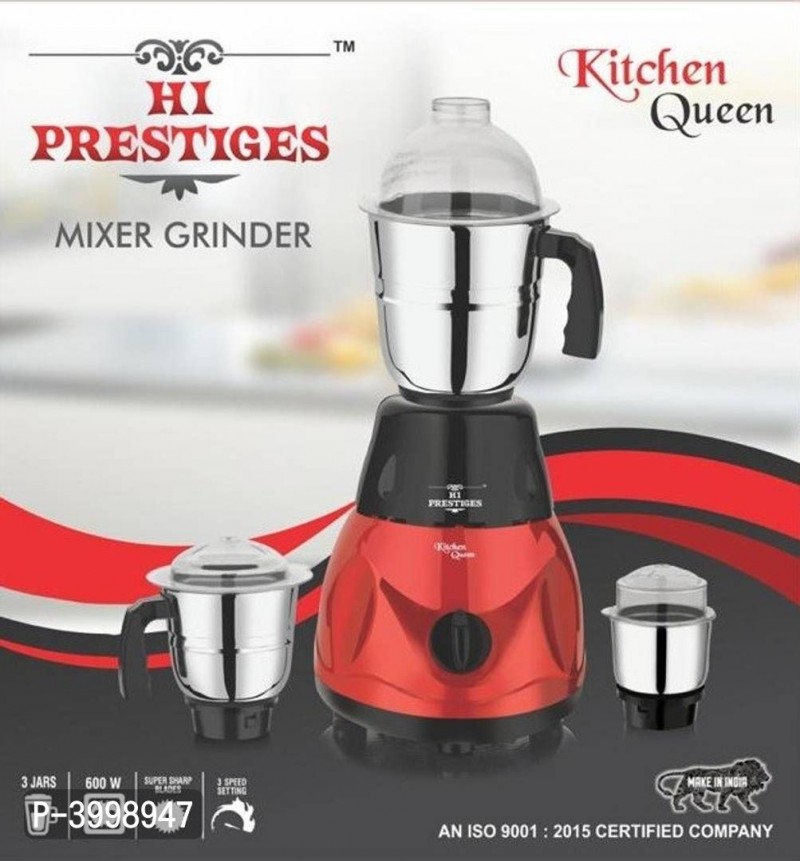 TM
HI
PRESTIGES
MIXER GRINDER
Kitchen
Queen
HI
PRESTIGES
Kitchen
Queen
3 JARS
600 W
SUPER SHARP
BLADES
3 SPEED
SETTING
P-3998947
MAKE IN INDIA
AN ISO 9001 : 2015 CERTIFIED COMPANY